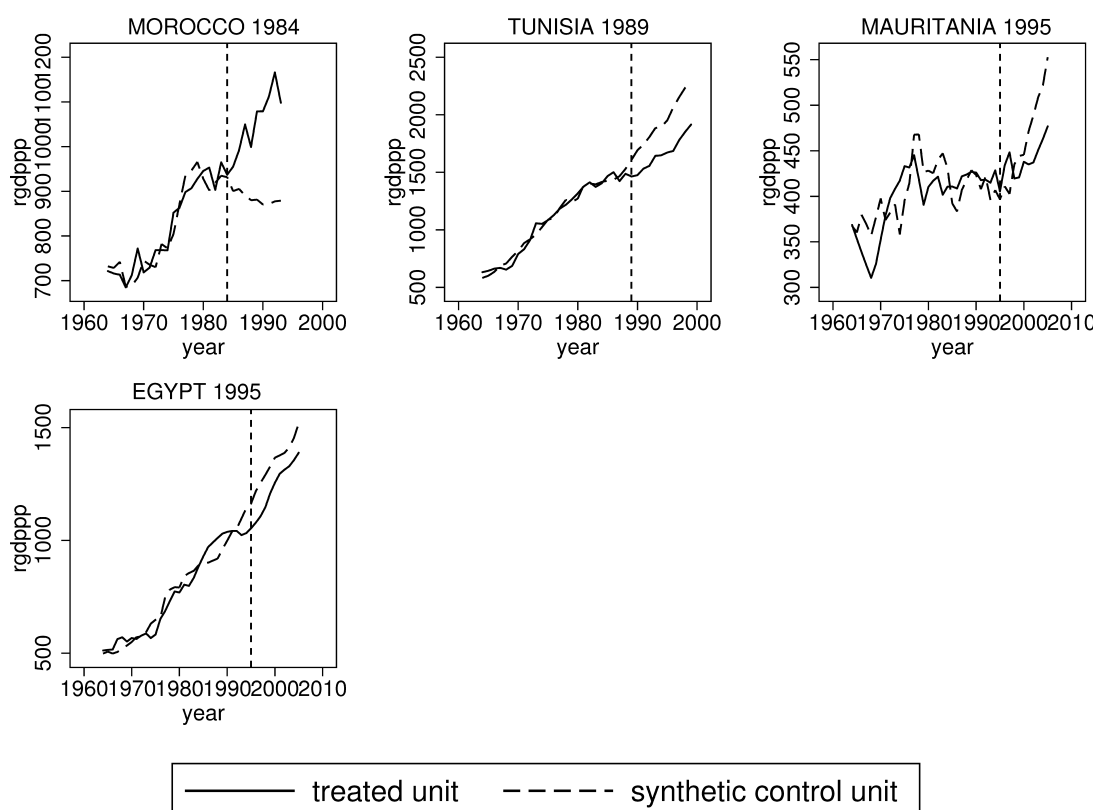 MOROCCO 1984
rgdppp
700 800 900 1000 1100 1200
1960 1970 1980 1990 2000
year
TUNISIA 1989
rgdppp
500 1000 1500 2000 2500
1960 1970 1980 1990 2000
year
MAURITANIA 1995
rgdppp
300 350 400 450 500 550
1960 1970 1980 1990 2000 2010
year
EGYPT 1995
rgdppp
500 1000 1500
1960 1970 1980 1990 2000 2010
year
treated unit synthetic control unit